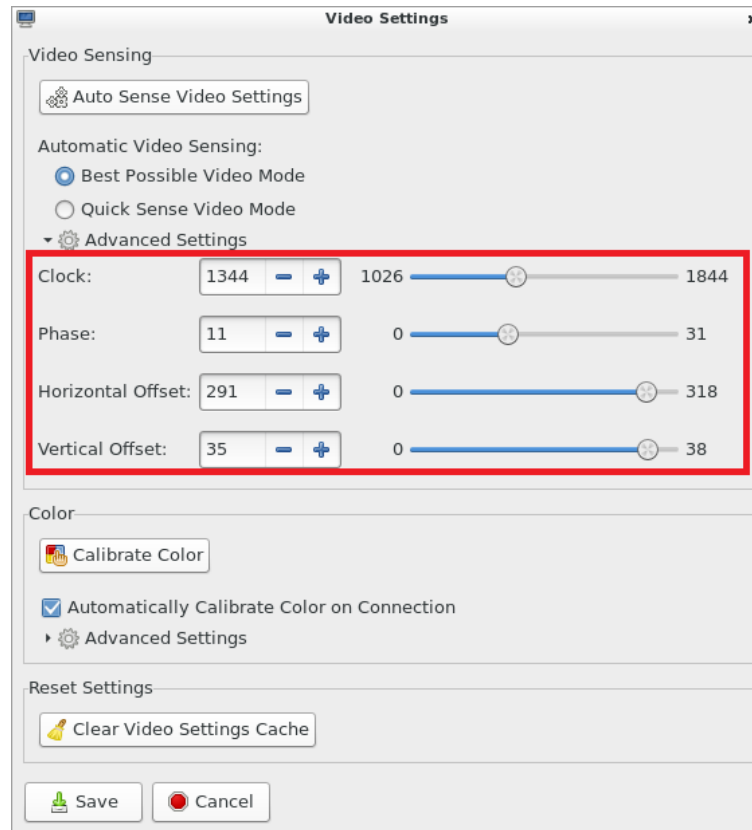 Video Settings
Video Sensing
Auto Sense Video Settings
Automatic Video Sensing:
Best Possible Video Mode
Quick Sense Video Mode
Advanced Settings
Clock: 1344 1026 1844
Phase: 11 0 31
Horizontal Offset: 291 0 318
Vertical Offset: 35 0 38
Color
Calibrate Color
Automatically Calibrate Color on Connection
Advanced Settings
Reset Settings
Clear Video Settings Cache
Save Cancel